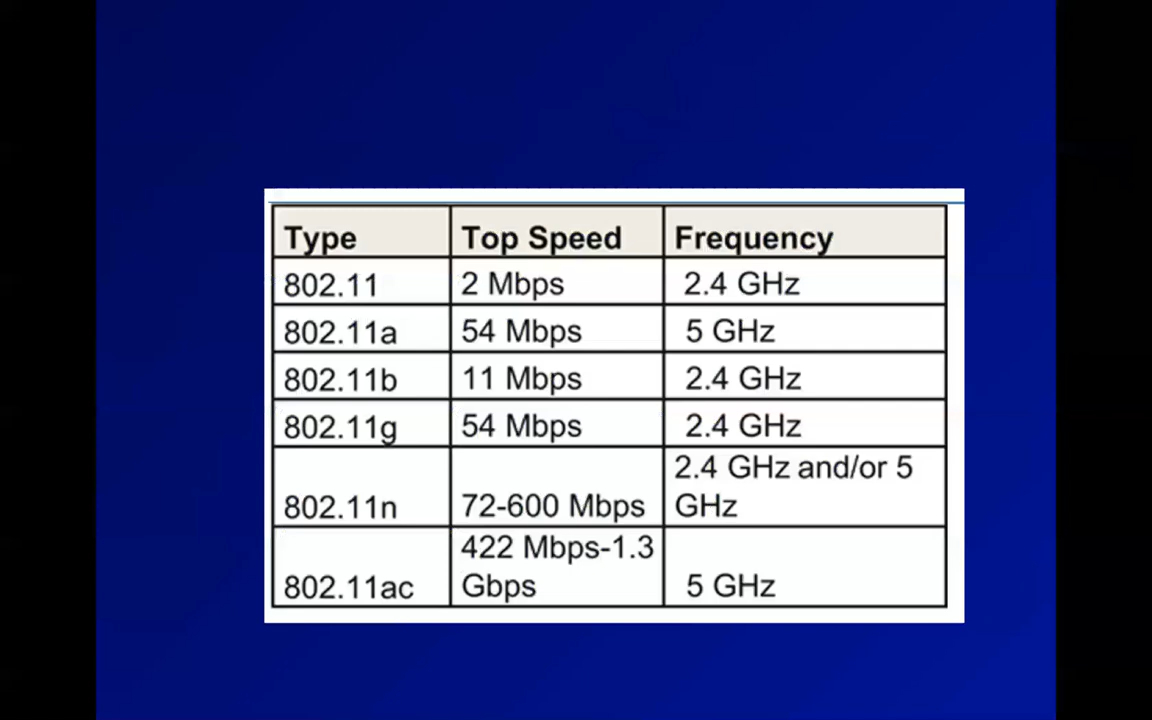 Type Top Speed Frequency
802.11 2 Mbps 2.4 GHz
802.11a 54 Mbps 5 GHz
802.11b 11 Mbps 2.4 GHz
802.11g 54 Mbps 2.4 GHz
802.11n 72-600 Mbps 2.4 GHz and/or 5
GHz
802.11ac 422 Mbps-1.3
Gbps 5 GHz